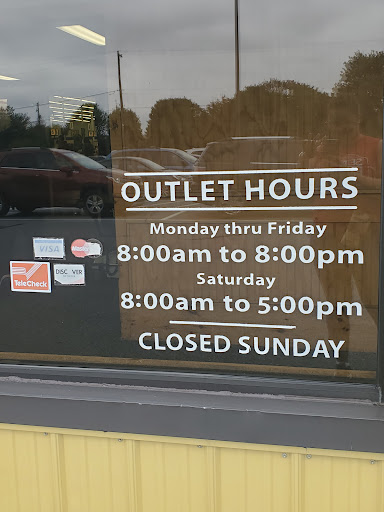 OUTLET HOURS
Monday thru Friday
8:00am to 8:00pm
Saturday
8:00am to 5:00pm
CLOSED SUNDAY
VISA
DISCOVER
TeleCheck